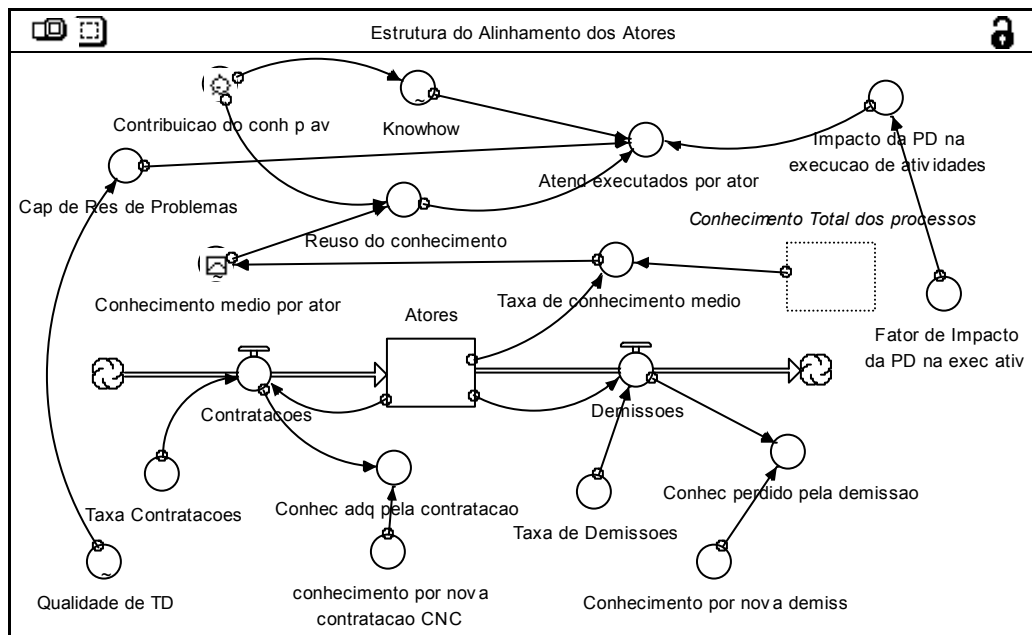 Estrutura do Alinhamento dos Atores
Contribuicao do conh p av
Knowhow
Impacto da PD na
execucao de atividades
Atend executados por ator
Cap de Res de Problemas
Conhecimento Total dos processos
Reuso do conhecimento
Conhecimento medio por ator
Taxa de conhecimento medio
Atores
Fator de Impacto
da PD na exec ativ
Contratacoes
Demissoes
Taxa Contratacoes
Conhec adq pela contratacao
Taxa de Demissoes
Conhec perdido pela demissao
Qualidade de TD
conhecimento por nova
contratacao CNC
Conhecimento por nova demiss